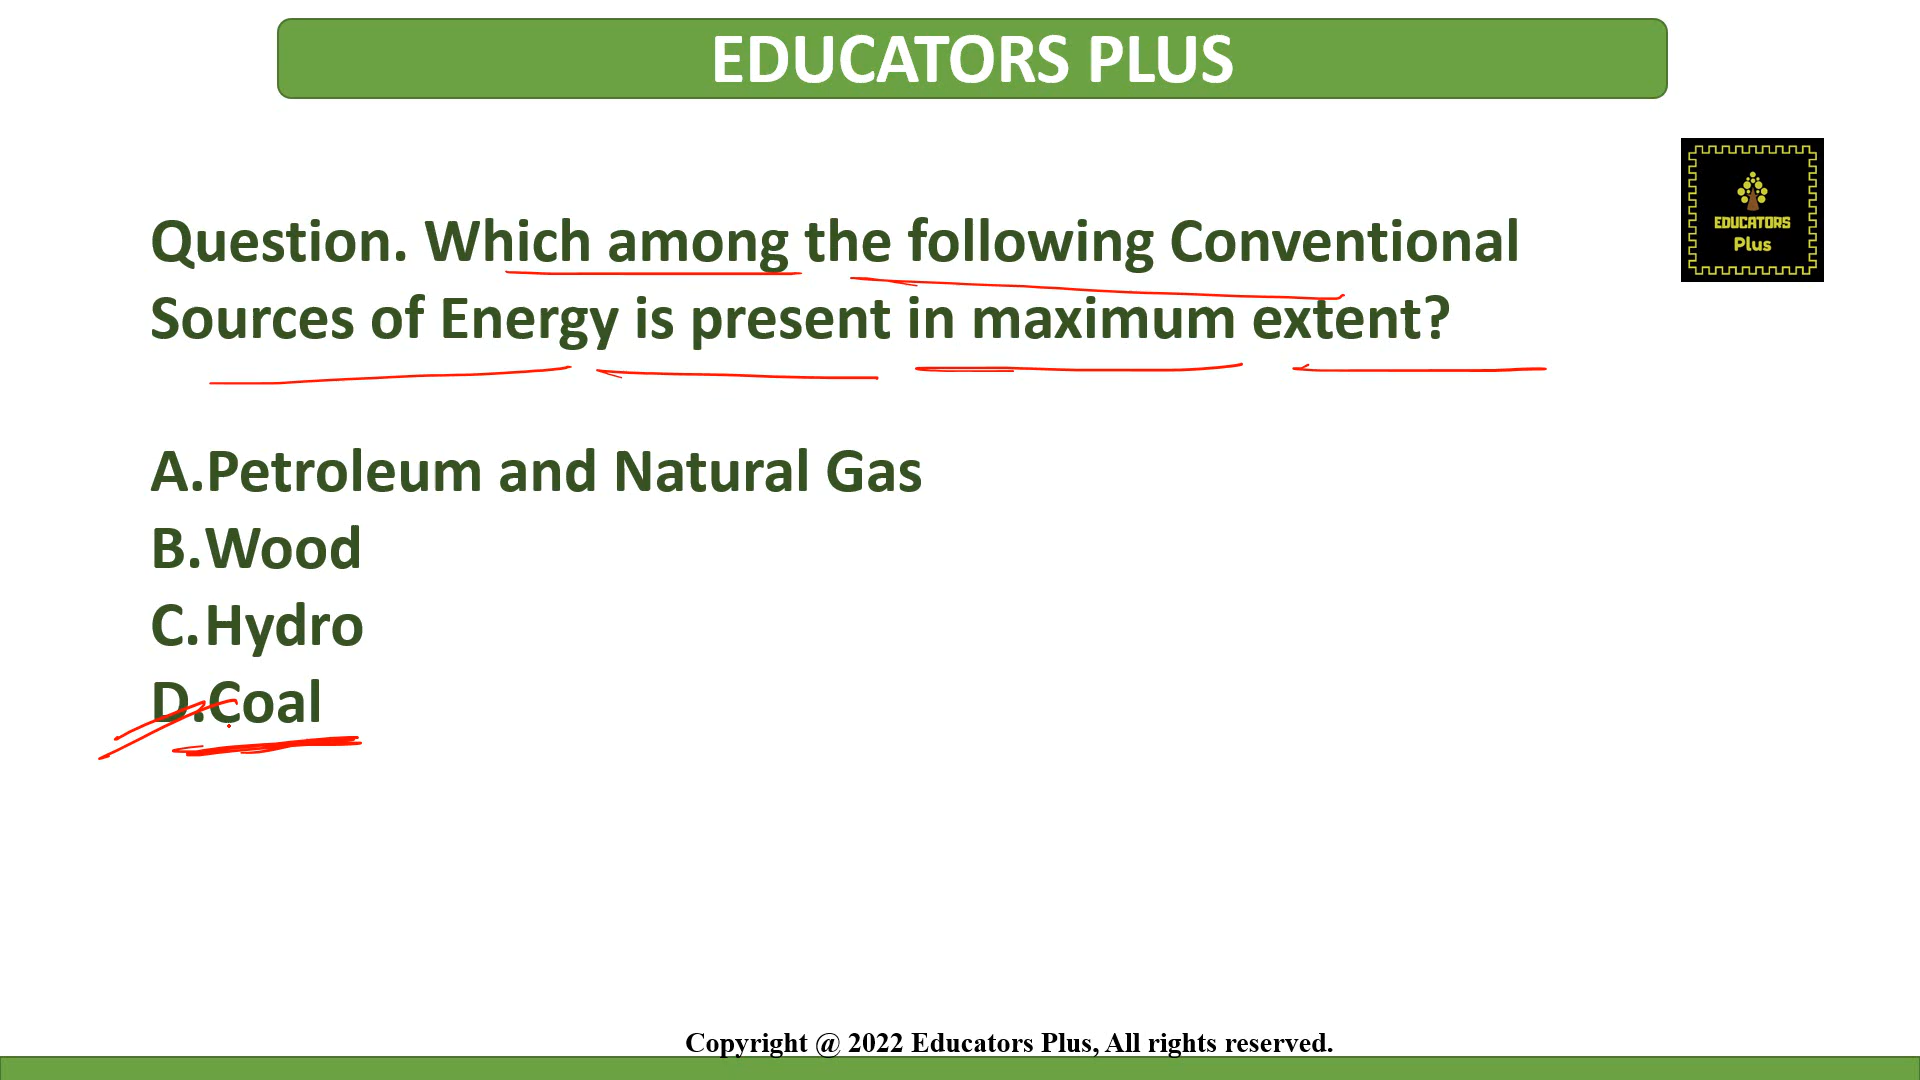 EDUCATORS PLUS
EDUCATORS
Plus
Question. Which among the following Conventional
Sources of Energy is present in maximum extent?
A.Petroleum and Natural Gas
B.Wood
C.Hydro
D.Coal
Copyright @ 2022 Educators Plus, All rights reserved.